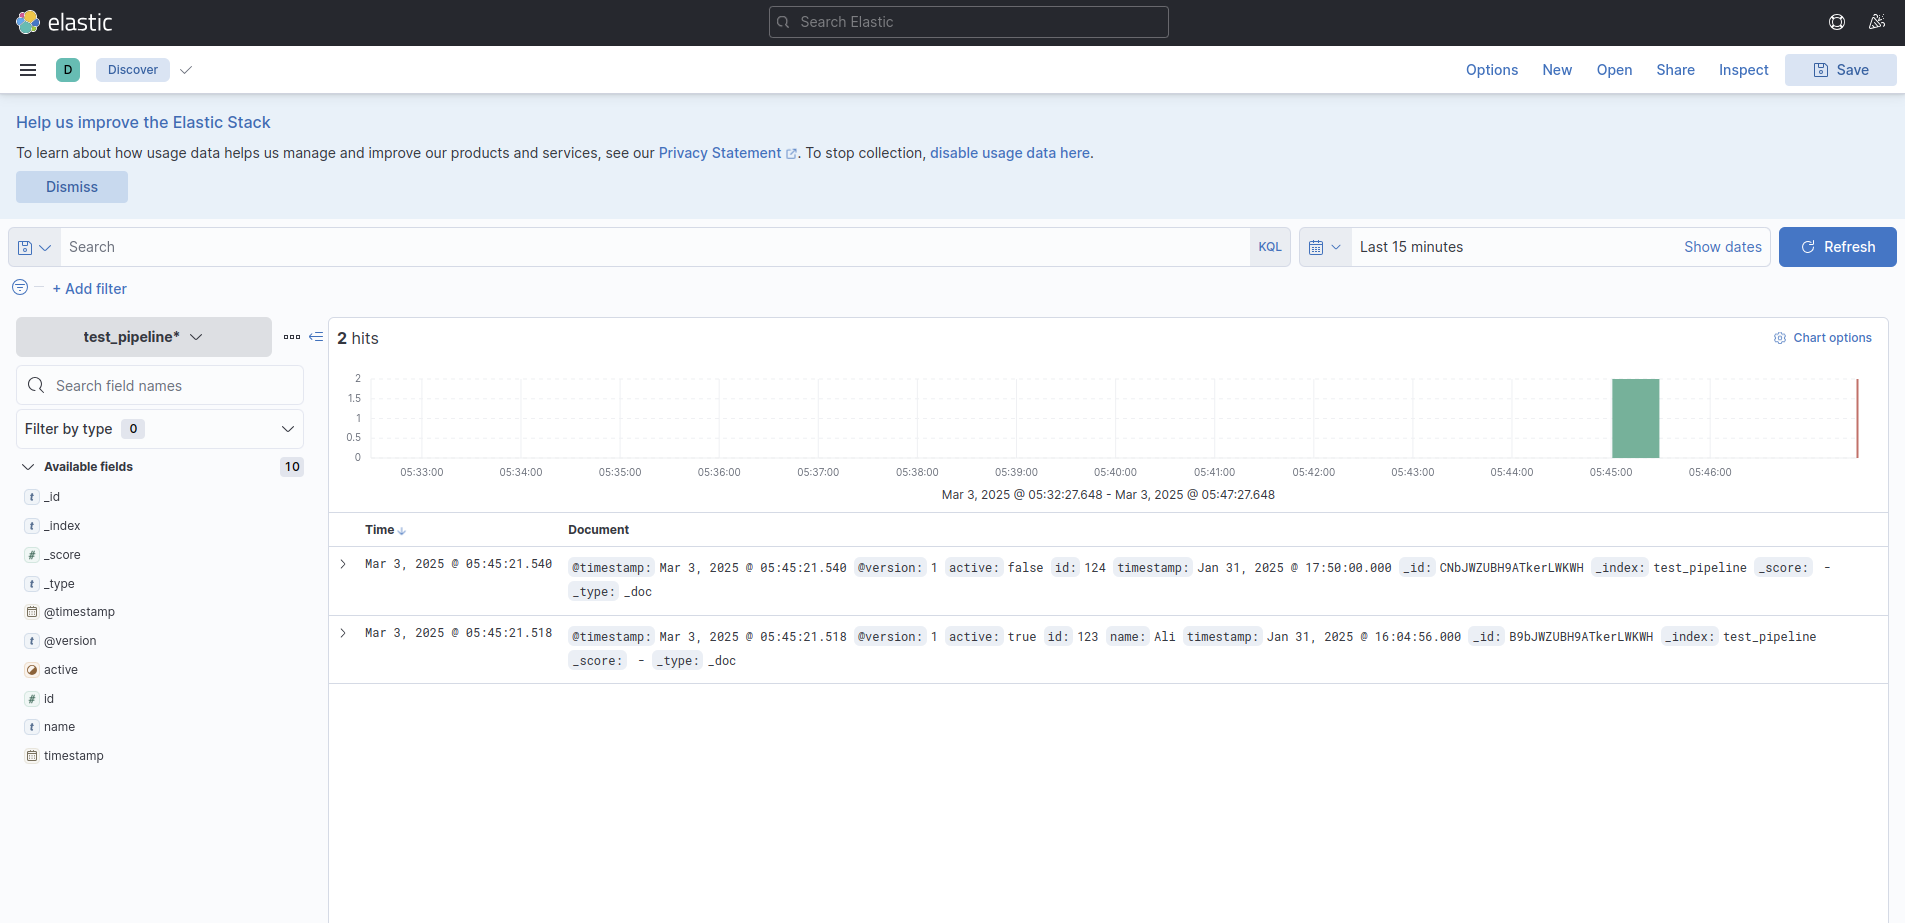 elastic
Search Elastic
D
Discover
Options
New
Open
Share
Inspect
Save
Help us improve the Elastic Stack
To learn about how usage data helps us manage and improve our products and services, see our Privacy Statement. To stop collection, disable usage data here.
Dismiss
Search
KQL
Last 15 minutes
Show dates
Refresh
+ Add filter
test_pipeline*
Search field names
Filter by type 0
Available fields 10
t _id
t _index
# _score
t _type
@timestamp
t @version
active
# id
t name
timestamp
2 hits
Chart options
2
1.5
1
0.5
0
05:33:00 05:34:00 05:35:00 05:36:00 05:37:00 05:38:00 05:39:00 05:40:00 05:41:00 05:42:00 05:43:00 05:44:00 05:45:00 05:46:00
Mar 3, 2025 @ 05:32:27.648 - Mar 3, 2025 @ 05:47:27.648
Time Document
Mar 3, 2025 @ 05:45:21.540 @timestamp: Mar 3, 2025 @ 05:45:21.540 @version: 1 active: false id: 124 timestamp: Jan 31, 2025 @ 17:50:00.000 _id: CNbJWZUBH9ATkerLWKWH _index: test_pipeline _score: -
_type: _doc
Mar 3, 2025 @ 05:45:21.518 @timestamp: Mar 3, 2025 @ 05:45:21.518 @version: 1 active: true id: 123 name: Ali timestamp: Jan 31, 2025 @ 16:04:56.000 _id: B9bJWZUBH9ATkerLWKWH _index: test_pipeline
_score: - _type: _doc